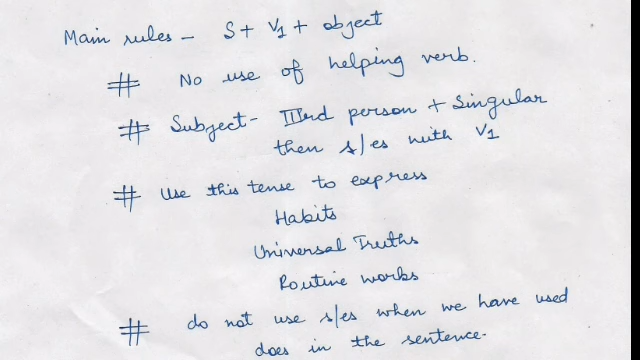 Main rules - S + V1 + object
# No use of helping verb.
# Subject - IIIrd person + Singular
then s/es with V1
# Use this tense to express
Habits
Universal Truths
Routine works
# do not use s/es when we have used
does in the sentence.